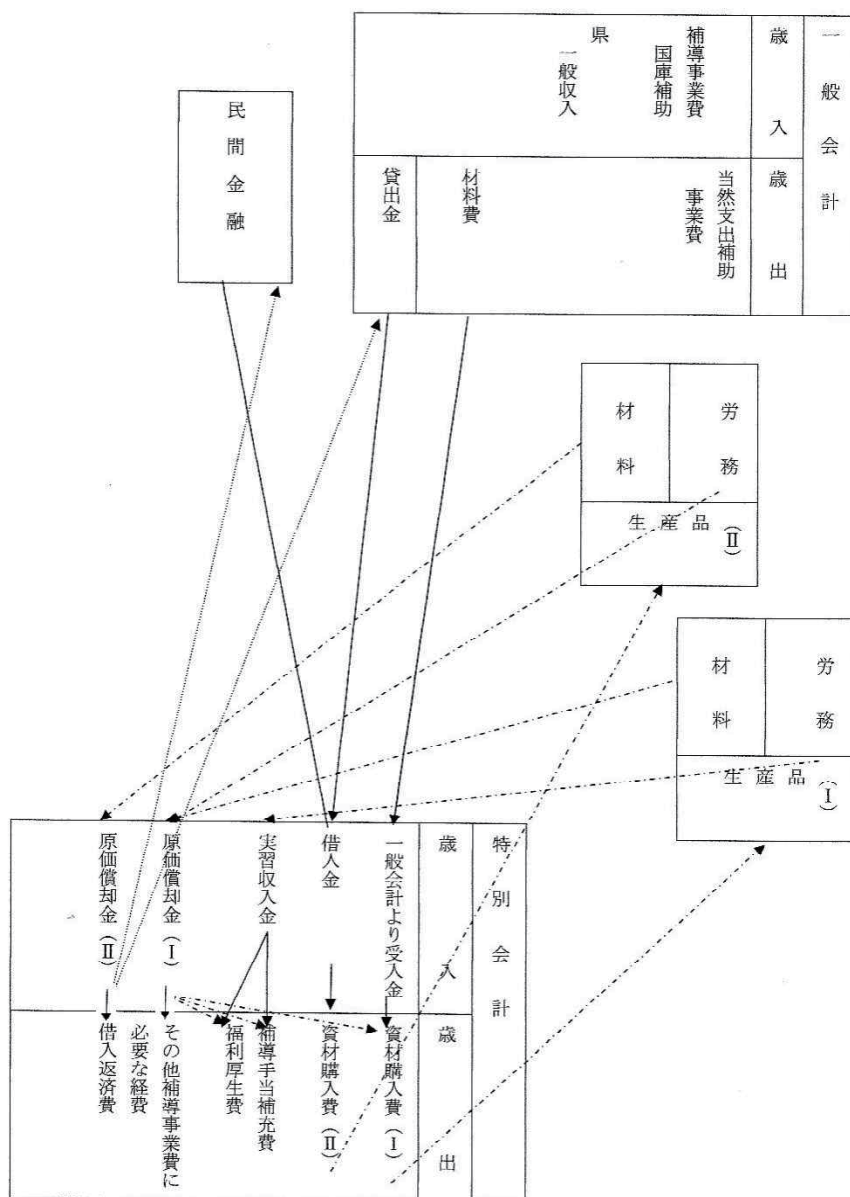 一般会計
歳入
歳出
補導事業費
国庫補助
県
一般収入
当然支出補助
事業費
材料費
貸出金
民間金融
労務
材料
生産品(Ⅱ)
労務
材料
生産品(Ⅰ)
特別会計
歳入
歳出
一般会計より受入金
借入金
実習収入金
原価償却金(Ⅰ)
原価償却金(Ⅱ)
資材購入費(Ⅰ)
資材購入費(Ⅱ)
補導手当補充費
福利厚生費
その他補導事業費に
必要な経費
借入返済費